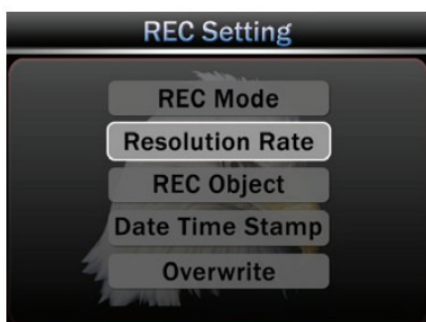 REC Setting
REC Mode
Resolution Rate
REC Object
Date Time Stamp
Overwrite